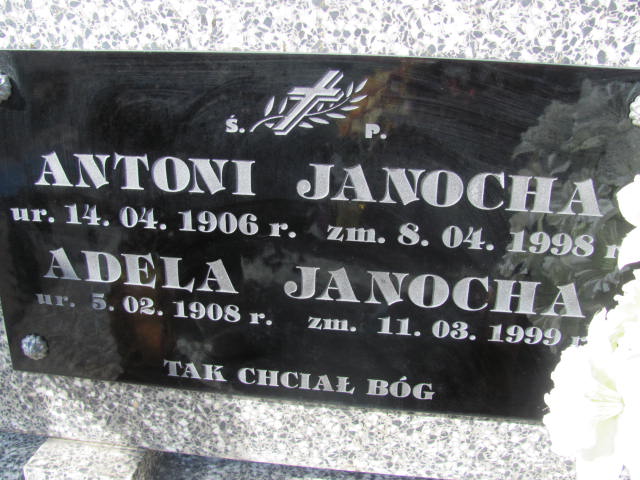 Ś. P.
ANTONI JANOCHA
ur. 14. 04. 1906 r. zm. 8. 04. 1998 r
ADELA JANOCHA
ur. 5. 02. 1908 r. zm. 11. 03. 1999 r.
TAK CHCIAŁ BÓG